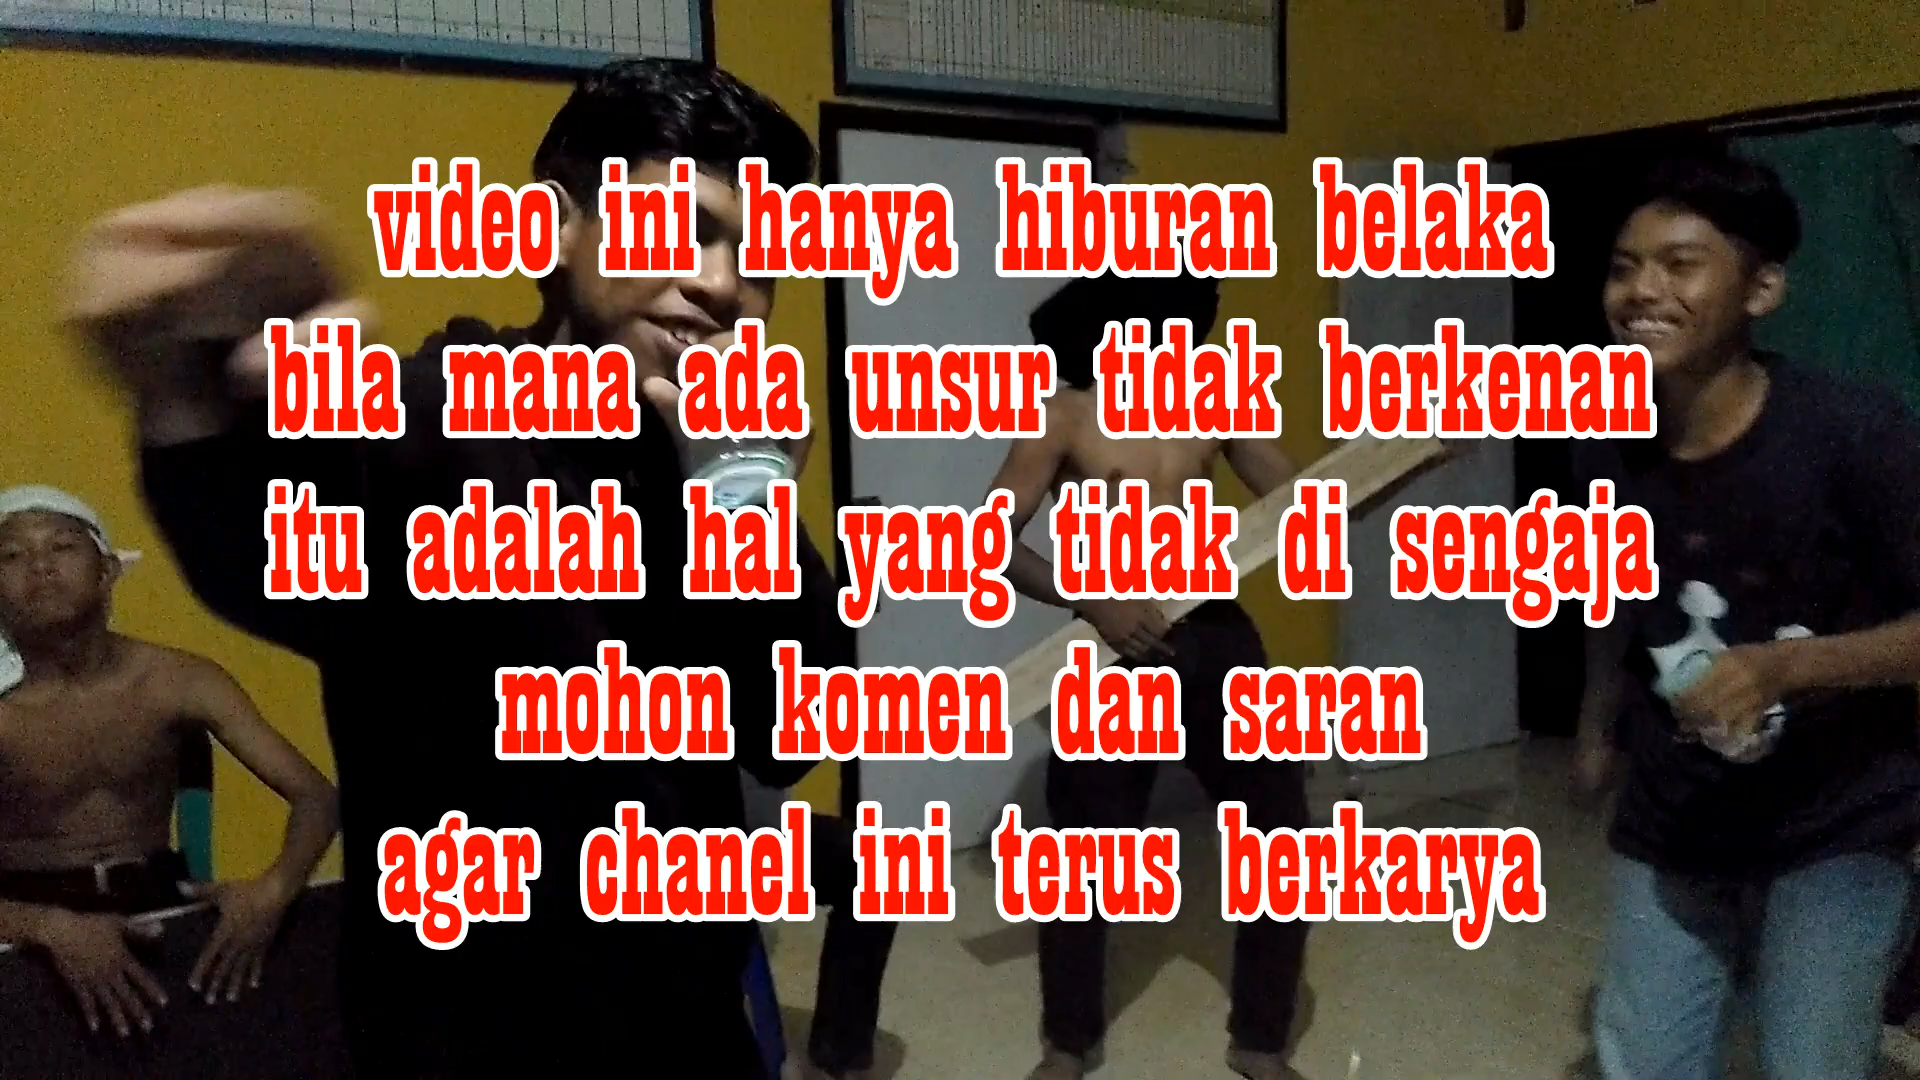 video ini hanya hiburan belaka
bila mana ada unsur tidak berkenan
itu adalah hal yang tidak di sengaja
mohon komen dan saran
agar chanel ini terus berkarya